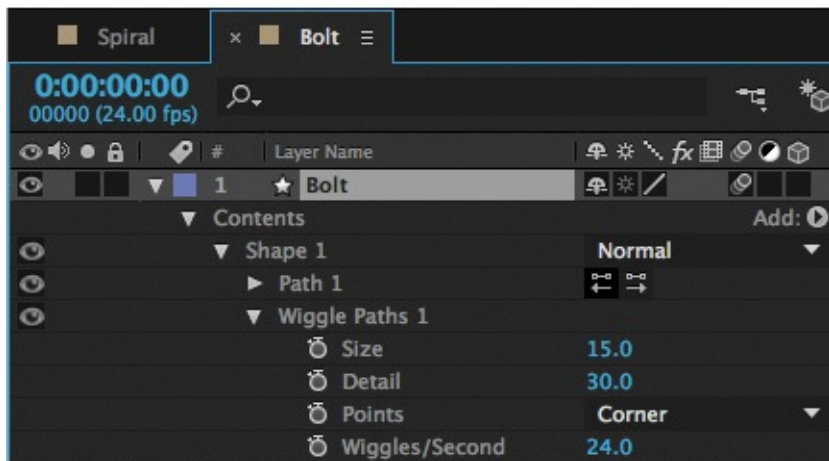 Spiral × Bolt
0:00:00:00
00000 (24.00 fps)
# Layer Name fx
1 Bolt
Contents Add:
Shape 1 Normal
Path 1
Wiggle Paths 1
Size 15.0
Detail 30.0
Points Corner
Wiggles/Second 24.0